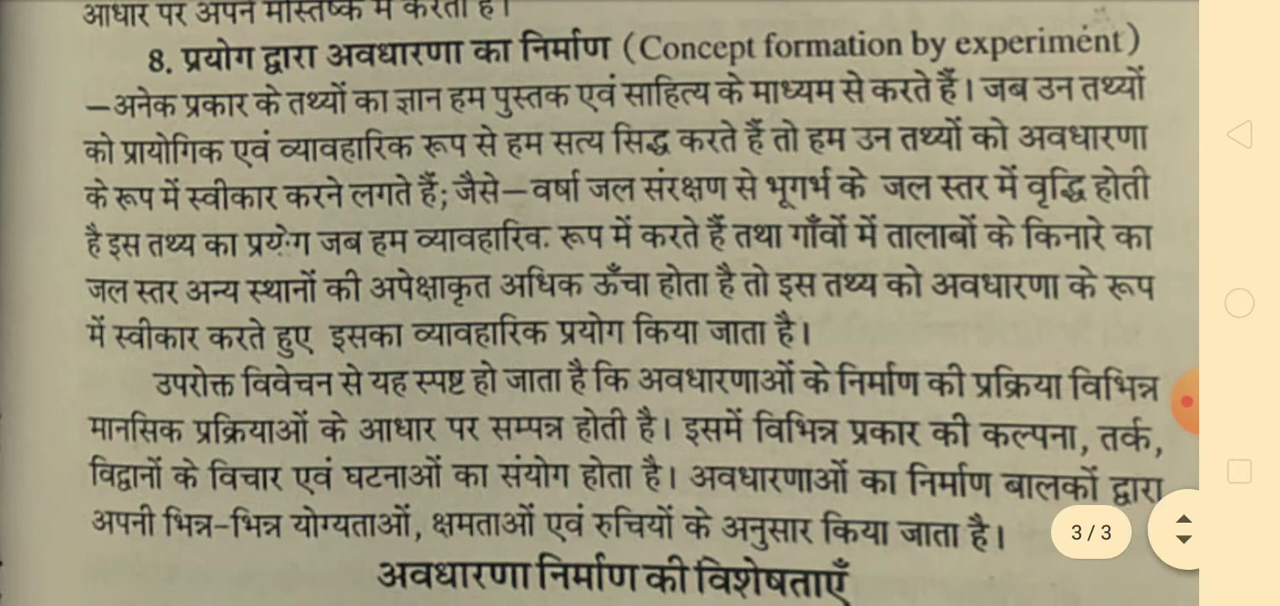 आधार पर अपने मस्तिष्क में करता है।
8. प्रयोग द्वारा अवधारणा का निर्माण (Concept formation by experiment)
—अनेक प्रकार के तथ्यों का ज्ञान हम पुस्तक एवं साहित्य के माध्यम से करते हैं। जब उन तथ्यों
को प्रायोगिक एवं व्यावहारिक रूप से हम सत्य सिद्ध करते हैं तो हम उन तथ्यों को अवधारणा
के रूप में स्वीकार करने लगते हैं; जैसे—वर्षा जल संरक्षण से भूगर्भ के जल स्तर में वृद्धि होती
है इस तथ्य का प्रयोग जब हम व्यावहारिक रूप में करते हैं तथा गाँवों में तालाबों के किनारे का
जल स्तर अन्य स्थानों की अपेक्षाकृत अधिक ऊँचा होता है तो इस तथ्य को अवधारणा के रूप
में स्वीकार करते हुए इसका व्यावहारिक प्रयोग किया जाता है।
उपरोक्त विवेचन से यह स्पष्ट हो जाता है कि अवधारणाओं के निर्माण की प्रक्रिया विभिन्न
मानसिक प्रक्रियाओं के आधार पर सम्पन्न होती है। इसमें विभिन्न प्रकार की कल्पना, तर्क,
विद्वानों के विचार एवं घटनाओं का संयोग होता है। अवधारणाओं का निर्माण बालकों द्वारा
अपनी भिन्न-भिन्न योग्यताओं, क्षमताओं एवं रुचियों के अनुसार किया जाता है।
3/3
अवधारणा निर्माण की विशेषताएँ